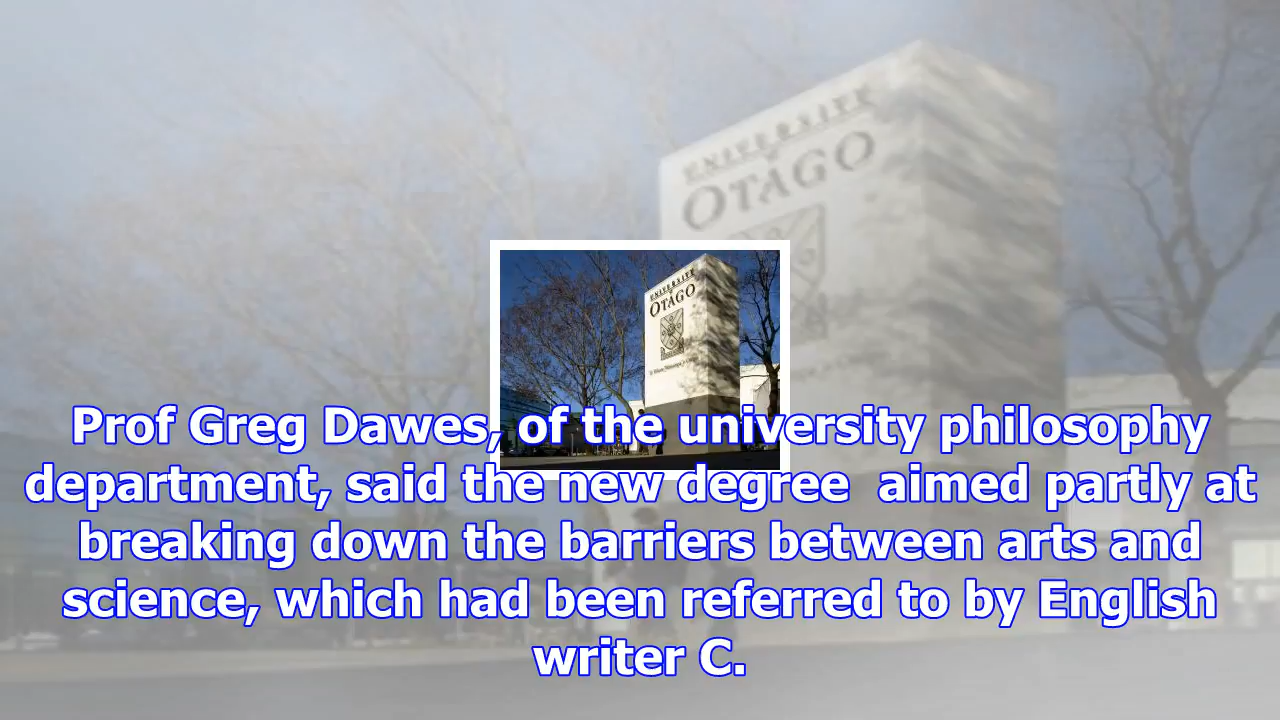 UNIVERSITY
OTAGO
UNIVERSITY
OTAGO
Prof Greg Dawes, of the university philosophy
department, said the new degree  aimed partly at
breaking down the barriers between arts and
science, which had been referred to by English
writer C.